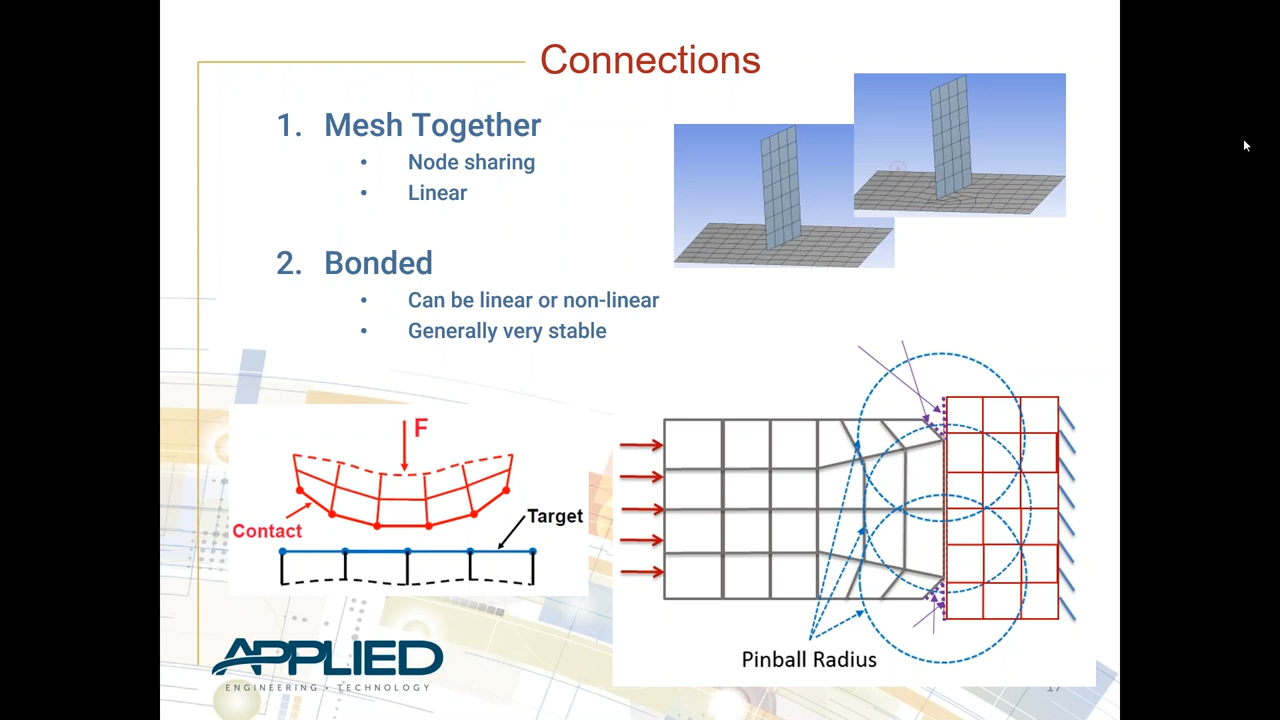 Connections
1. Mesh Together
• Node sharing
• Linear
2. Bonded
• Can be linear or non-linear
• Generally very stable
F
Contact
Target
Pinball Radius
APPLIED
ENGINEERING • TECHNOLOGY
17